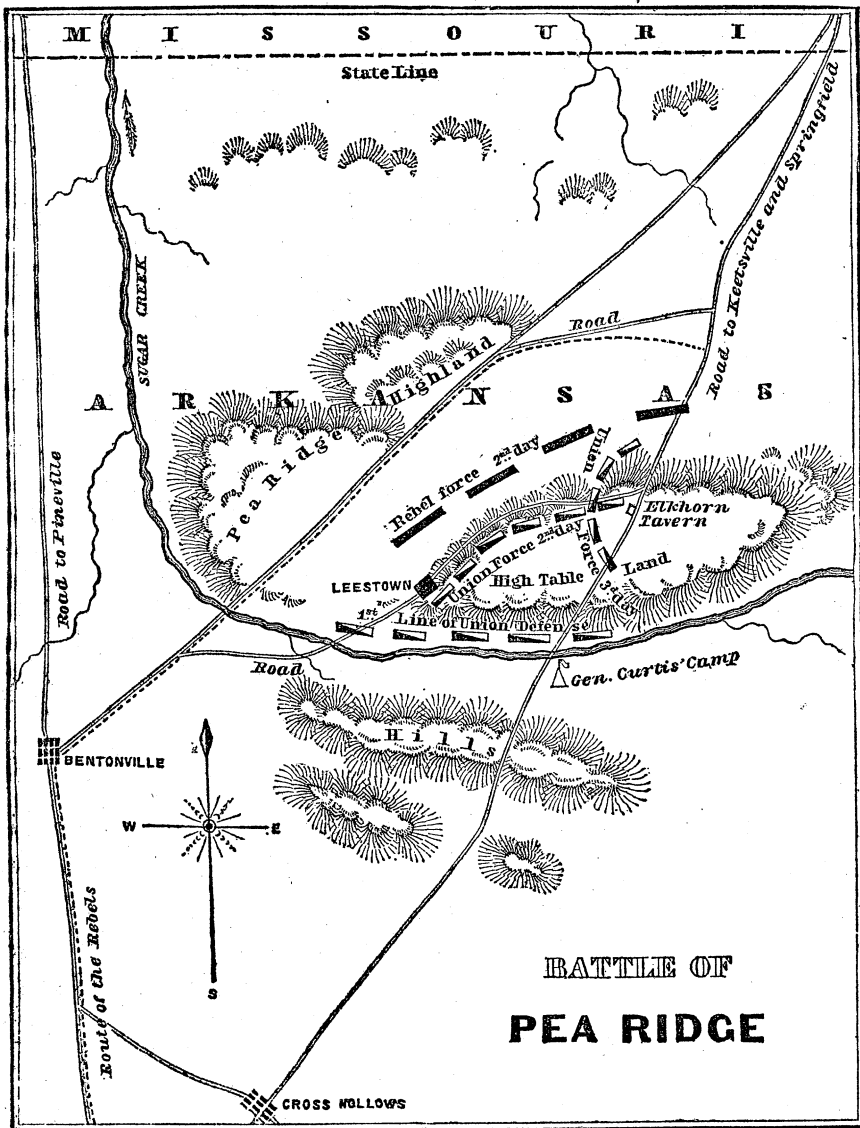 MISSOURI
State Line
Road to Keetsville and Springfield
SUGAR CREEK
Road
Highland
ARKANSAS
Pea Ridge
Rebel force 2nd day
Union
Force 3rd day
Elkhorn
Tavern
Road to Pineville
Union Force 2nd day
LEESTOWN
High Table
Land
1st
Line of Union Defense
Road
Gen. Curtis' Camp
Hills
BENTONVILLE
W
E
S
Route of the Rebels
BATTLE OF
PEA RIDGE
CROSS HOLLOWS